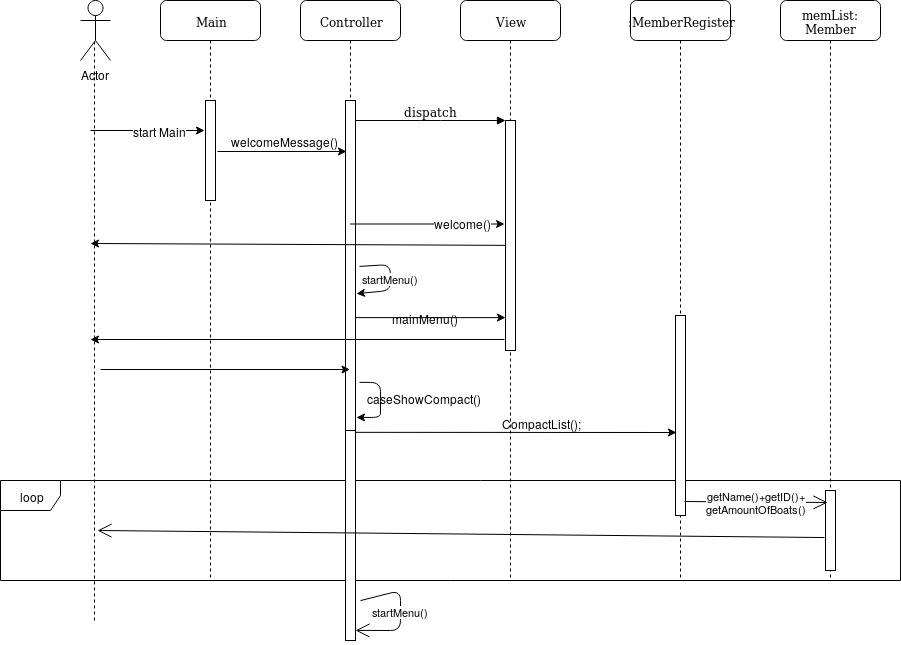 Main
Controller
View
:MemberRegister
memList:
Member
Actor
dispatch
start Main
welcomeMessage()
welcome()
startMenu()
mainMenu()
caseShowCompact()
CompactList();
loop
getName()+getID()+
getAmountOfBoats()
startMenu()